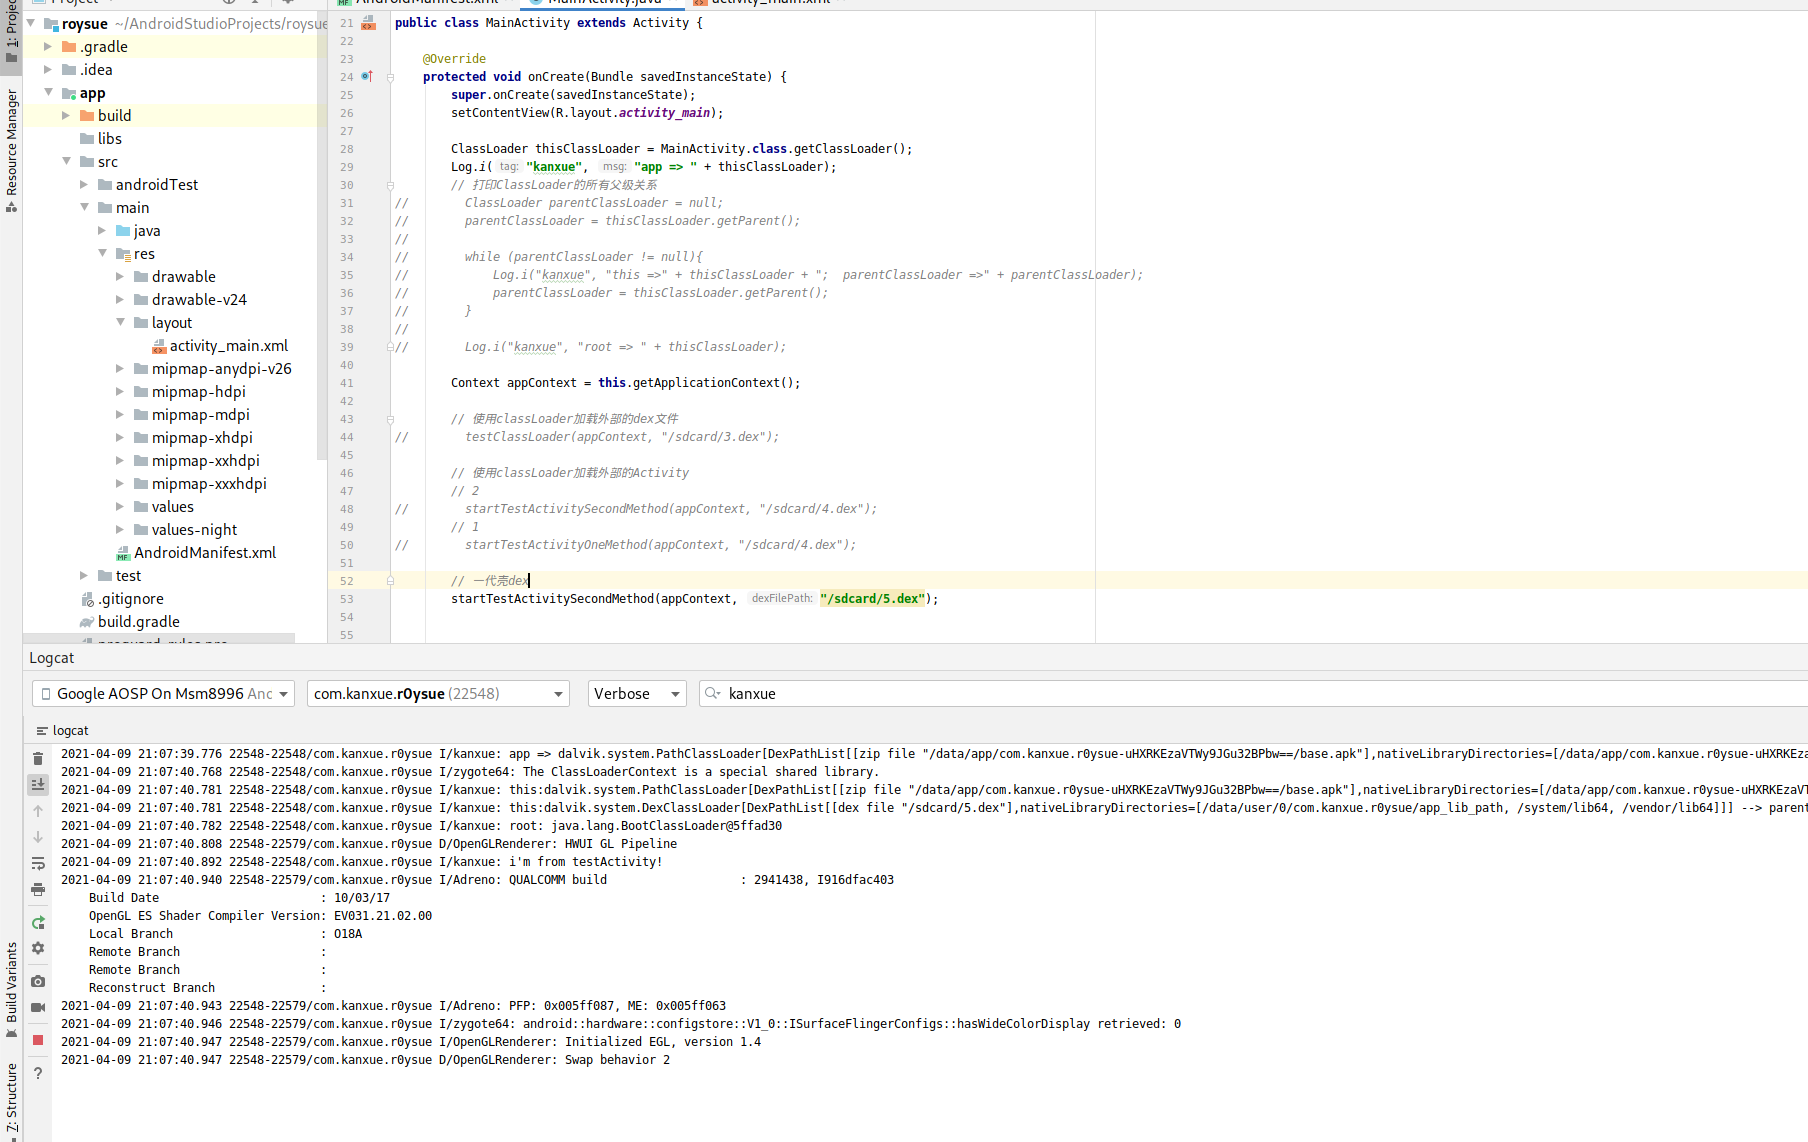 Project
AndroidManifest.xml
MainActivity.java
activity_main.xml
1: Project
Resource Manager
Build Variants
Z: Structure
roysue ~/AndroidStudioProjects/roysue
.gradle
.idea
app
build
libs
src
androidTest
main
java
res
drawable
drawable-v24
layout
activity_main.xml
mipmap-anydpi-v26
mipmap-hdpi
mipmap-mdpi
mipmap-xhdpi
mipmap-xxhdpi
mipmap-xxxhdpi
values
values-night
AndroidManifest.xml
test
.gitignore
build.gradle
proguard-rules.pro
21 public class MainActivity extends Activity {
22
23 @Override
24 protected void onCreate(Bundle savedInstanceState) {
25 super.onCreate(savedInstanceState);
26 setContentView(R.layout.activity_main);
27
28 ClassLoader thisClassLoader = MainActivity.class.getClassLoader();
29 Log.i( tag: "kanxue", msg: "app => " + thisClassLoader);
30 // 打印ClassLoader的所有父级关系
31 // ClassLoader parentClassLoader = null;
32 // parentClassLoader = thisClassLoader.getParent();
33 //
34 // while (parentClassLoader != null){
35 // Log.i("kanxue", "this =>" + thisClassLoader + ";  parentClassLoader =>" + parentClassLoader);
36 // parentClassLoader = thisClassLoader.getParent();
37 // }
38 //
39 // Log.i("kanxue", "root => " + thisClassLoader);
40
41 Context appContext = this.getApplicationContext();
42
43 // 使用classLoader加载外部的dex文件
44 // testClassLoader(appContext, "/sdcard/3.dex");
45
46 // 使用classLoader加载外部的Activity
47 // 2
48 // startTestActivitySecondMethod(appContext, "/sdcard/4.dex");
49 // 1
50 // startTestActivityOneMethod(appContext, "/sdcard/4.dex");
51
52 // 一代壳dex
53 startTestActivitySecondMethod(appContext, dexFilePath: "/sdcard/5.dex");
54
55
Logcat
Google AOSP On Msm8996 Anc
com.kanxue.r0ysue (22548)
Verbose
kanxue
logcat
2021-04-09 21:07:39.776 22548-22548/com.kanxue.r0ysue I/kanxue: app => dalvik.system.PathClassLoader[DexPathList[[zip file "/data/app/com.kanxue.r0ysue-uHXRKEzaVTWy9JGu32BPbw==/base.apk"],nativeLibraryDirectories=[/data/app/com.kanxue.r0ysue-uHXRKEza
2021-04-09 21:07:40.768 22548-22548/com.kanxue.r0ysue I/zygote64: The ClassLoaderContext is a special shared library.
2021-04-09 21:07:40.781 22548-22548/com.kanxue.r0ysue I/kanxue: this:dalvik.system.PathClassLoader[DexPathList[[zip file "/data/app/com.kanxue.r0ysue-uHXRKEzaVTWy9JGu32BPbw==/base.apk"],nativeLibraryDirectories=[/data/app/com.kanxue.r0ysue-uHXRKEzaVT
2021-04-09 21:07:40.781 22548-22548/com.kanxue.r0ysue I/kanxue: this:dalvik.system.DexClassLoader[DexPathList[[dex file "/sdcard/5.dex"],nativeLibraryDirectories=[/data/user/0/com.kanxue.r0ysue/app_lib_path, /system/lib64, /vendor/lib64]]] --> paren
2021-04-09 21:07:40.782 22548-22548/com.kanxue.r0ysue I/kanxue: root: java.lang.BootClassLoader@5ffad30
2021-04-09 21:07:40.808 22548-22579/com.kanxue.r0ysue D/OpenGLRenderer: HWUI GL Pipeline
2021-04-09 21:07:40.892 22548-22548/com.kanxue.r0ysue I/kanxue: i'm from testActivity!
2021-04-09 21:07:40.940 22548-22579/com.kanxue.r0ysue I/Adreno: QUALCOMM build : 2941438, I916dfac403
Build Date : 10/03/17
OpenGL ES Shader Compiler Version: EV031.21.02.00
Local Branch : O18A
Remote Branch :
Remote Branch :
Reconstruct Branch :
2021-04-09 21:07:40.943 22548-22579/com.kanxue.r0ysue I/Adreno: PFP: 0x005ff087, ME: 0x005ff063
2021-04-09 21:07:40.946 22548-22579/com.kanxue.r0ysue I/zygote64: android::hardware::configstore::V1_0::ISurfaceFlingerConfigs::hasWideColorDisplay retrieved: 0
2021-04-09 21:07:40.947 22548-22579/com.kanxue.r0ysue I/OpenGLRenderer: Initialized EGL, version 1.4
2021-04-09 21:07:40.947 22548-22579/com.kanxue.r0ysue D/OpenGLRenderer: Swap behavior 2